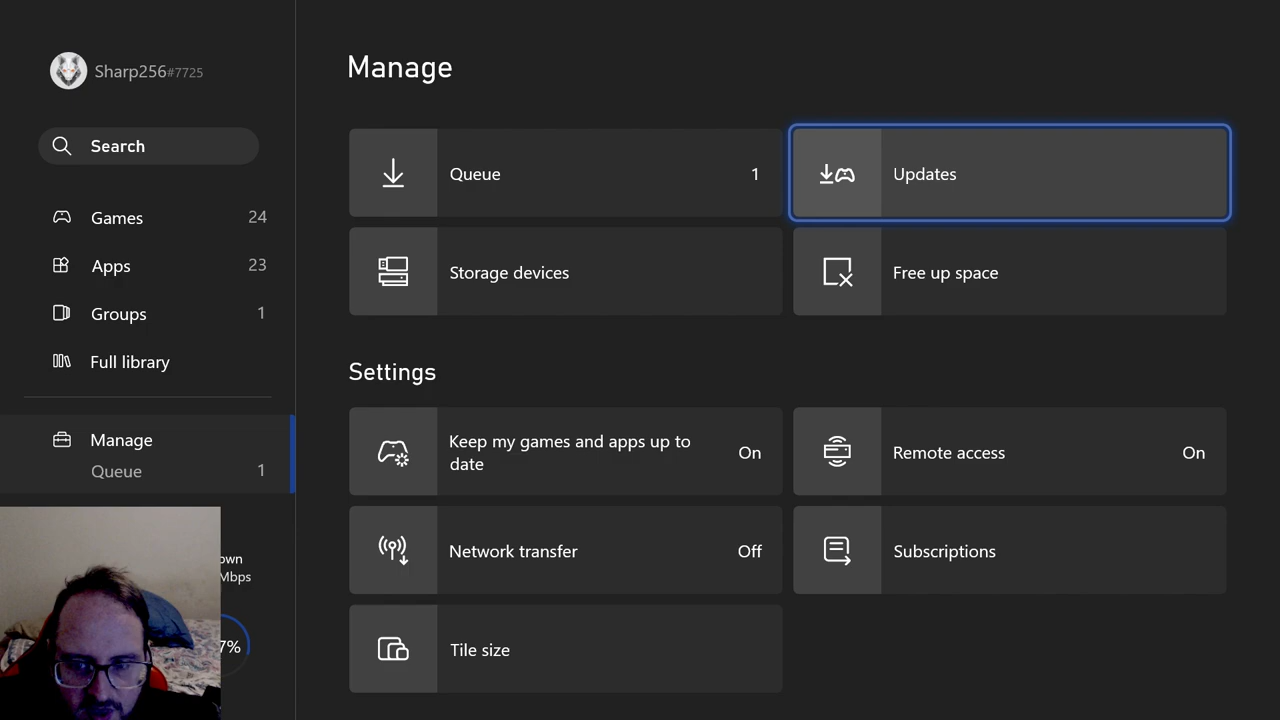 Sharp256#7725
Search
Games 24
Apps 23
Groups 1
Full library
Manage
Queue 1
Mbps
7%
Manage
Queue 1
Updates
Storage devices
Free up space
Settings
Keep my games and apps up to
date
On
Remote access On
Network transfer Off
Subscriptions
Tile size